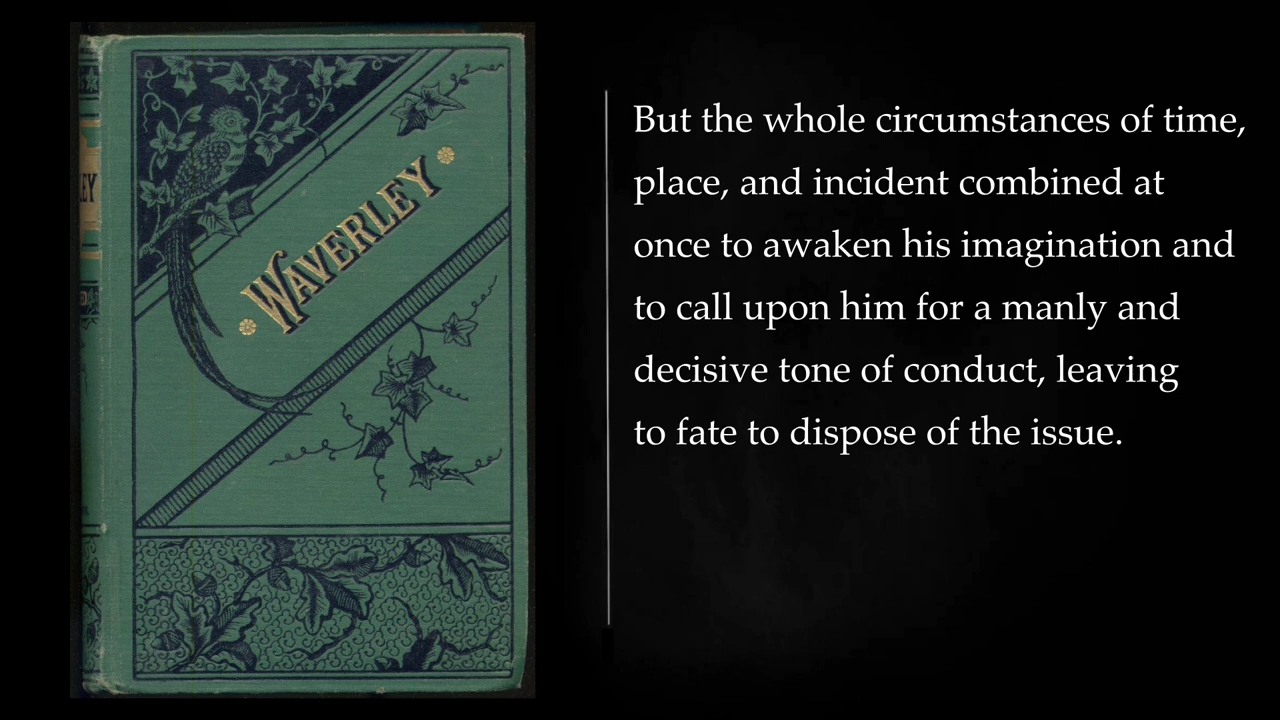 WAVERLEY
But the whole circumstances of time,
place, and incident combined at
once to awaken his imagination and
to call upon him for a manly and
decisive tone of conduct, leaving
to fate to dispose of the issue.